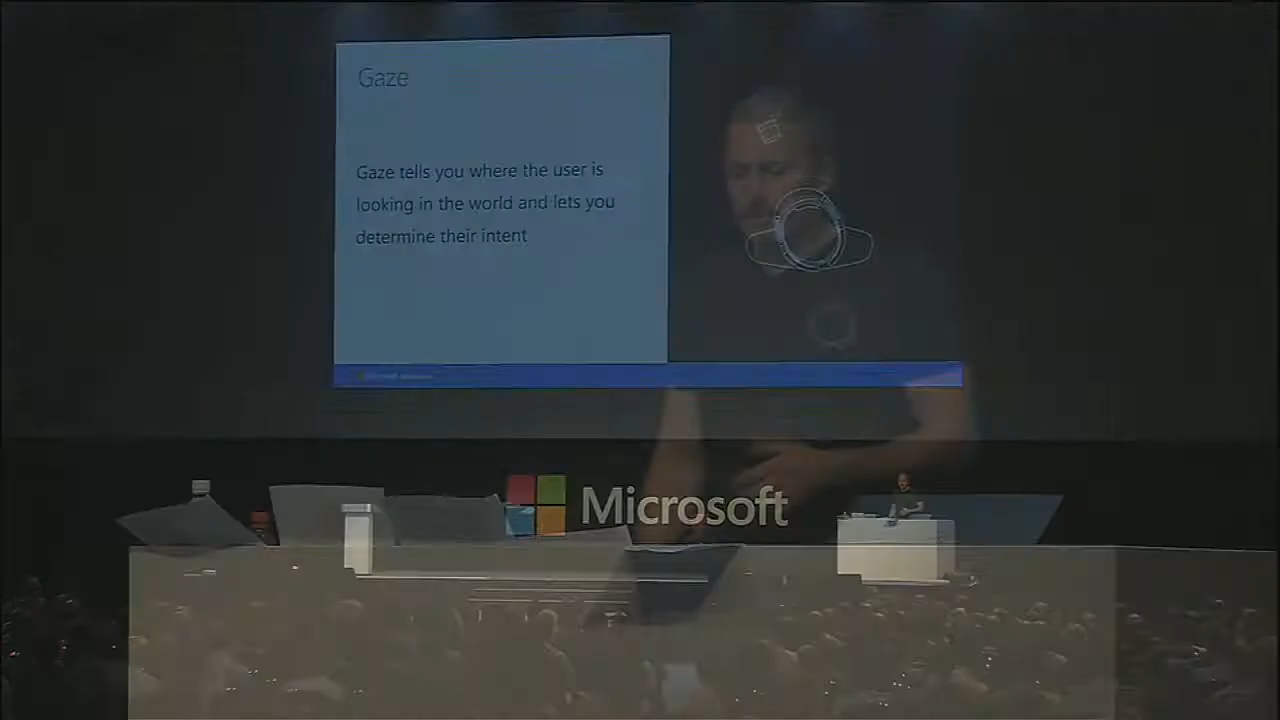 Gaze
Gaze tells you where the user is
looking in the world and lets you
determine their intent
Microsoft